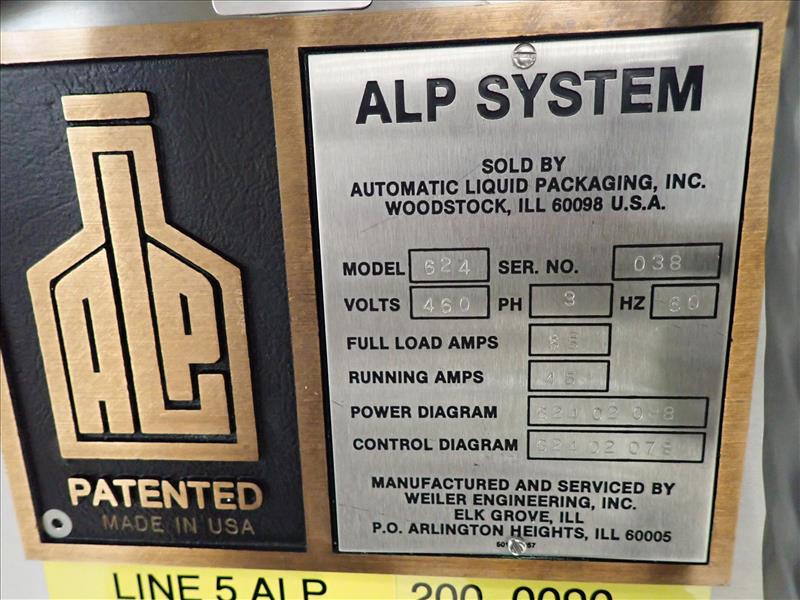 ALP
PATENTED
MADE IN USA
ALP SYSTEM
SOLD BY
AUTOMATIC LIQUID PACKAGING, INC.
WOODSTOCK, ILL 60098 U.S.A.
MODEL 624 SER. NO. 038
VOLTS 460 PH 3 HZ 60
FULL LOAD AMPS
RUNNING AMPS
POWER DIAGRAM
CONTROL DIAGRAM
MANUFACTURED AND SERVICED BY
WEILER ENGINEERING, INC.
ELK GROVE, ILL
P.O. ARLINGTON HEIGHTS, ILL 60005
LINE 5 ALP